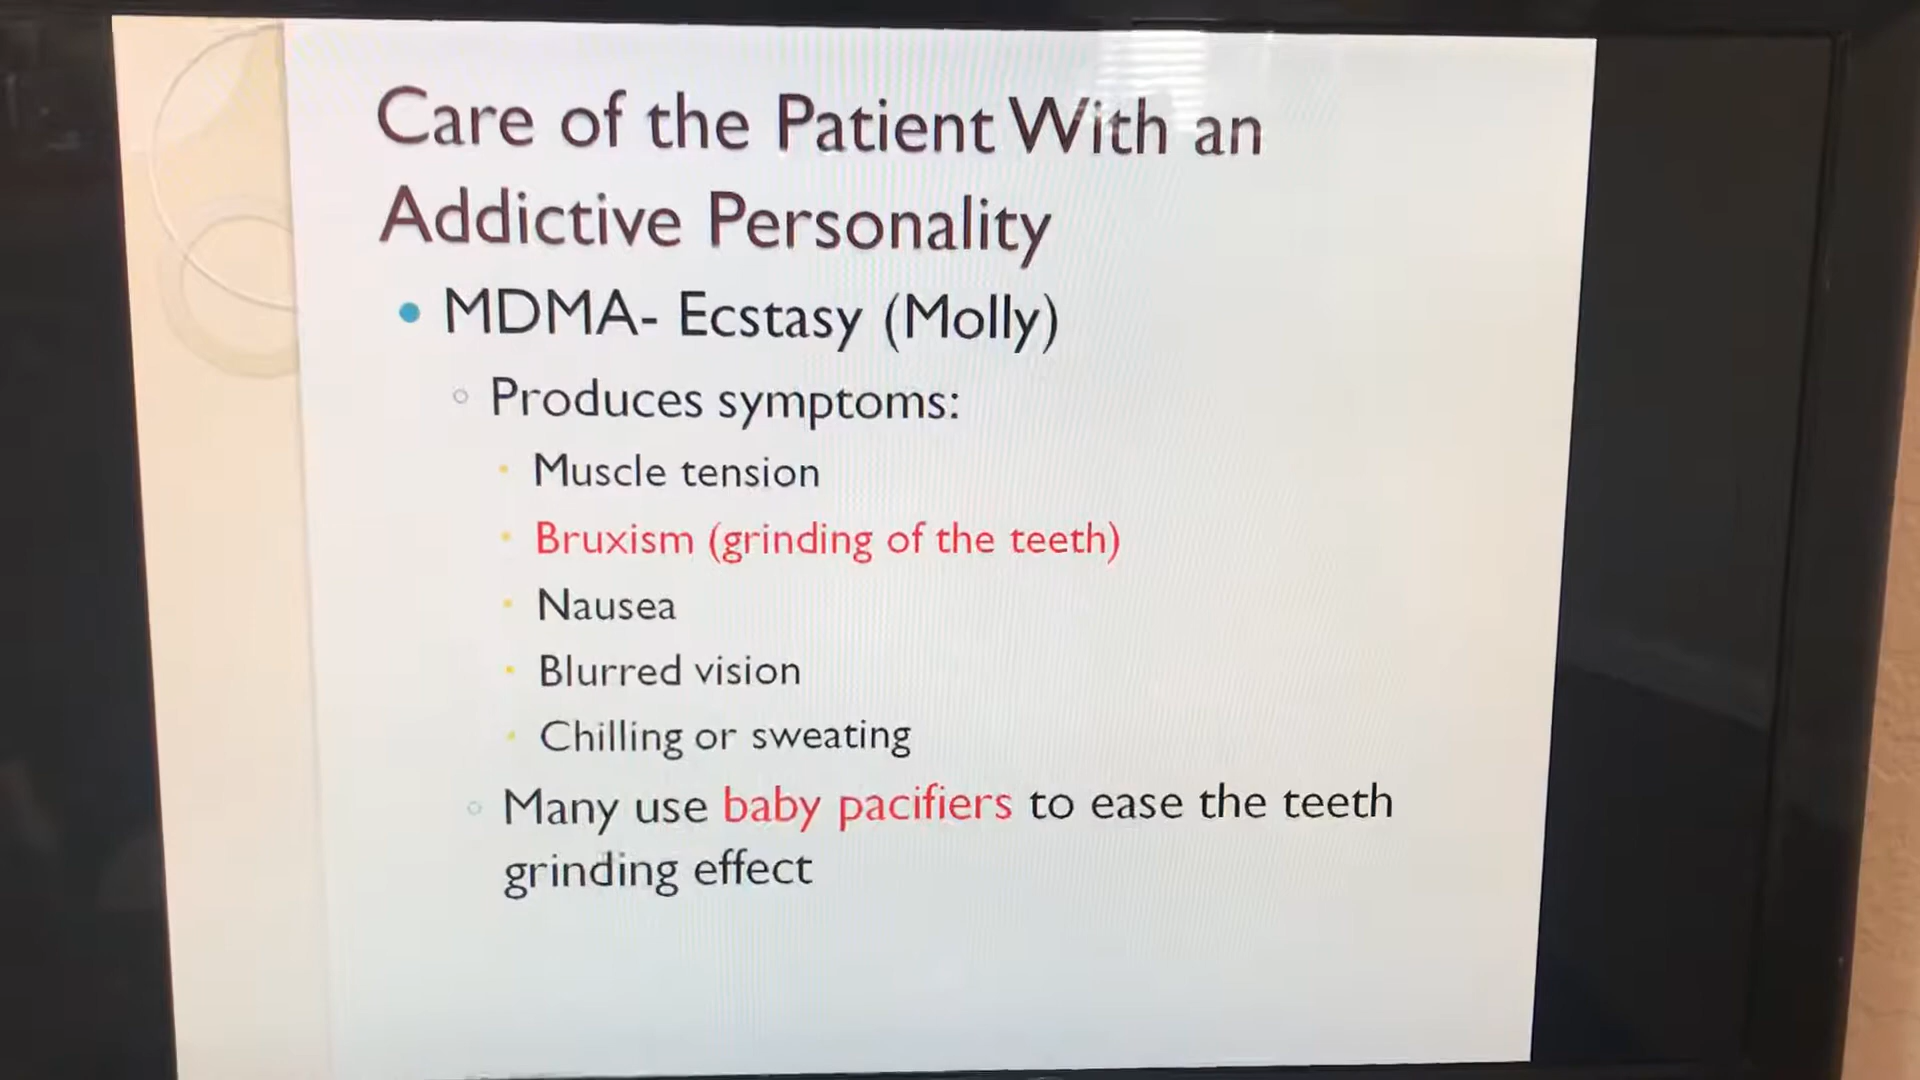 Care of the Patient With an
Addictive Personality
MDMA- Ecstasy (Molly)
Produces symptoms:
Muscle tension
Bruxism (grinding of the teeth)
Nausea
Blurred vision
Chilling or sweating
Many use baby pacifiers to ease the teeth
grinding effect